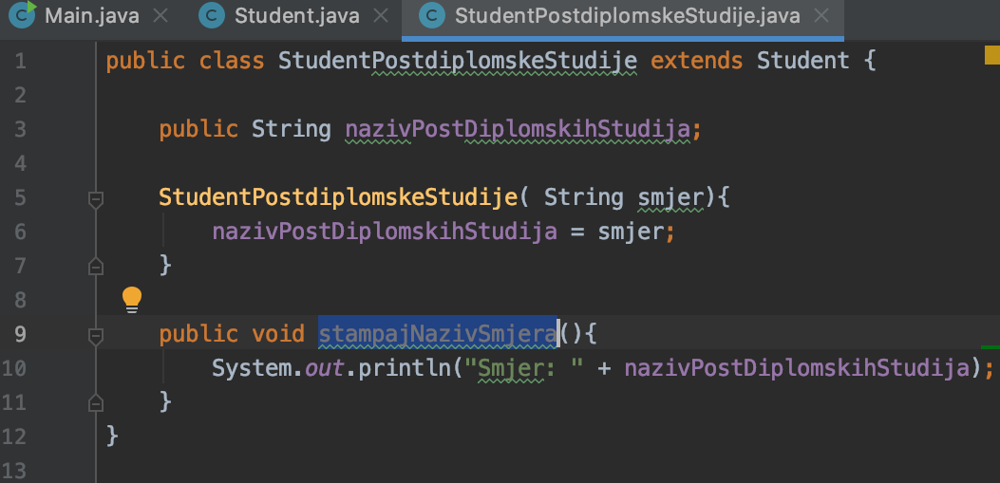 Main.java Student.java StudentPostdiplomskeStudije.java
1 public class StudentPostdiplomskeStudije extends Student {
2
3 public String nazivPostDiplomskihStudija;
4
5 StudentPostdiplomskeStudije( String smjer){
6 nazivPostDiplomskihStudija = smjer;
7 }
8
9 public void stampajNazivSmjera(){
10 System.out.println("Smjer: " + nazivPostDiplomskihStudija);
11 }
12 }
13